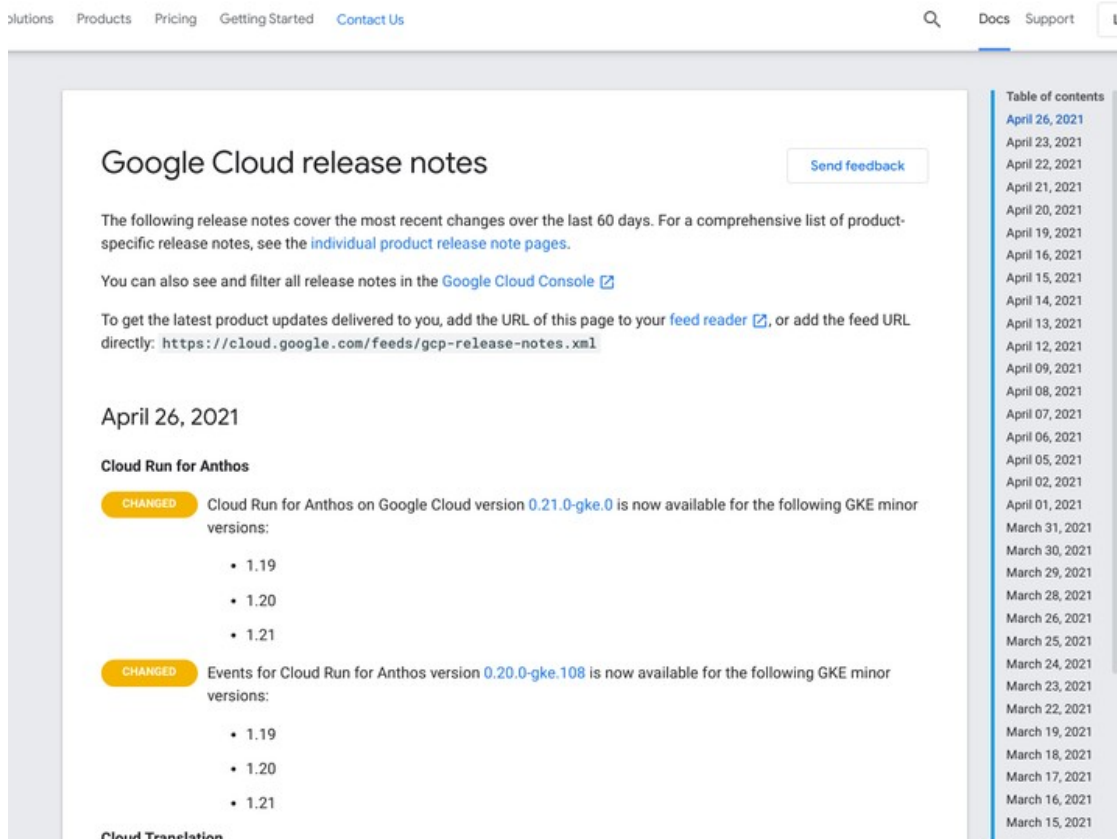 Products Pricing Getting Started Contact Us Docs Support
Table of contents
April 26, 2021
April 23, 2021
April 22, 2021
April 21, 2021
April 20, 2021
April 19, 2021
April 16, 2021
April 15, 2021
April 14, 2021
April 13, 2021
April 12, 2021
April 09, 2021
April 08, 2021
April 07, 2021
April 06, 2021
April 05, 2021
April 02, 2021
April 01, 2021
March 31, 2021
March 30, 2021
March 29, 2021
March 28, 2021
March 26, 2021
March 25, 2021
March 24, 2021
March 23, 2021
March 22, 2021
March 19, 2021
March 18, 2021
March 17, 2021
March 16, 2021
March 15, 2021
Google Cloud release notes
Send feedback
The following release notes cover the most recent changes over the last 60 days. For a comprehensive list of product-
specific release notes, see the individual product release note pages.
You can also see and filter all release notes in the Google Cloud Console
To get the latest product updates delivered to you, add the URL of this page to your feed reader, or add the feed URL
directly: https://cloud.google.com/feeds/gcp-release-notes.xml
April 26, 2021
Cloud Run for Anthos
CHANGED Cloud Run for Anthos on Google Cloud version 0.21.0-gke.0 is now available for the following GKE minor
versions:
• 1.19
• 1.20
• 1.21
CHANGED Events for Cloud Run for Anthos version 0.20.0-gke.108 is now available for the following GKE minor
versions:
• 1.19
• 1.20
• 1.21
Cloud Translation